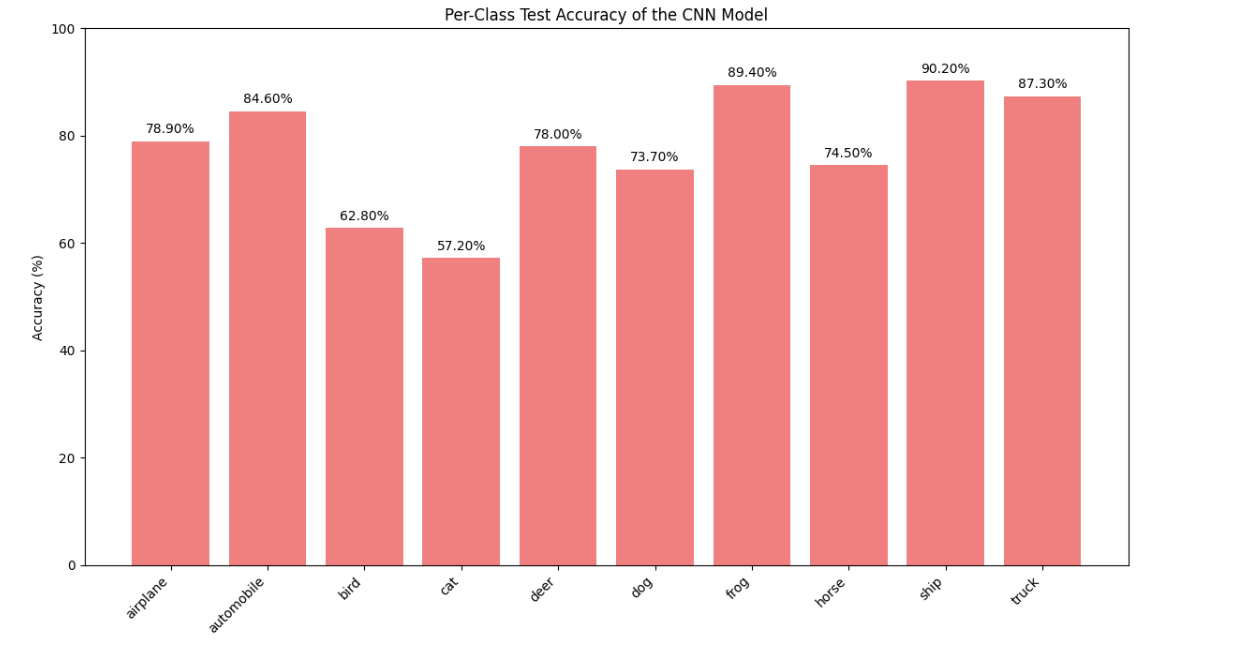 Per-Class Test Accuracy of the CNN Model
100
80
60
40
20
0
Accuracy (%)
78.90%
84.60%
62.80%
57.20%
78.00%
73.70%
89.40%
74.50%
90.20%
87.30%
airplane
automobile
bird
cat
deer
dog
frog
horse
ship
truck